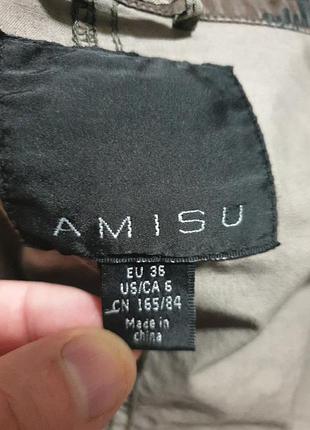 AMISU
EU 36
US/CA 6
CN 165/84
Made in
china